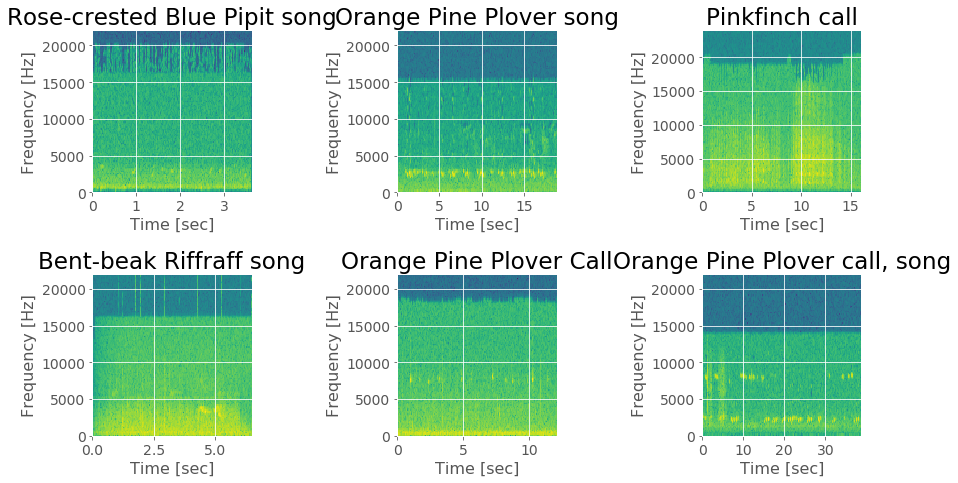 Rose-crested Blue Pipit song
Orange Pine Plover song
Pinkfinch call
Frequency [Hz]
20000
15000
10000
5000
0
0 1 2 3
Time [sec]
Frequency [Hz]
20000
15000
10000
5000
0
0 5 10 15
Time [sec]
Frequency [Hz]
20000
15000
10000
5000
0
0 5 10 15
Time [sec]
Bent-beak Riffraff song
Orange Pine Plover Call
Orange Pine Plover call, song
Frequency [Hz]
20000
15000
10000
5000
0
0.0 2.5 5.0
Time [sec]
Frequency [Hz]
20000
15000
10000
5000
0
0 5 10
Time [sec]
Frequency [Hz]
20000
15000
10000
5000
0
0 10 20 30
Time [sec]